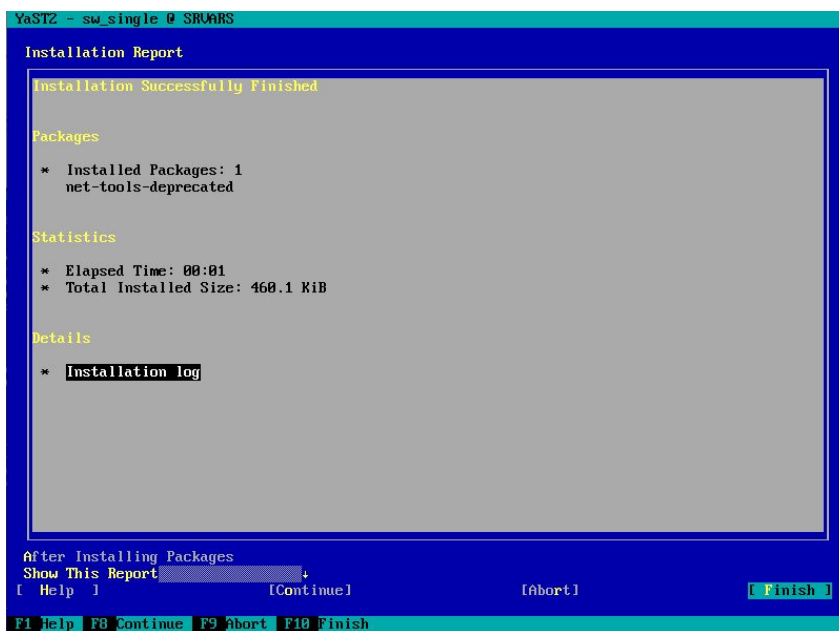 YaST2 - sw_single @ SRVARS
Installation Report
Installation Successfully Finished
Packages
* Installed Packages: 1
net-tools-deprecated
Statistics
* Elapsed Time: 00:01
* Total Installed Size: 460.1 KiB
Details
* Installation log
After Installing Packages
Show This Report↓
[ Help ] [Continue] [Abort] [ Finish ]
F1 Help F8 Continue F9 Abort F10 Finish